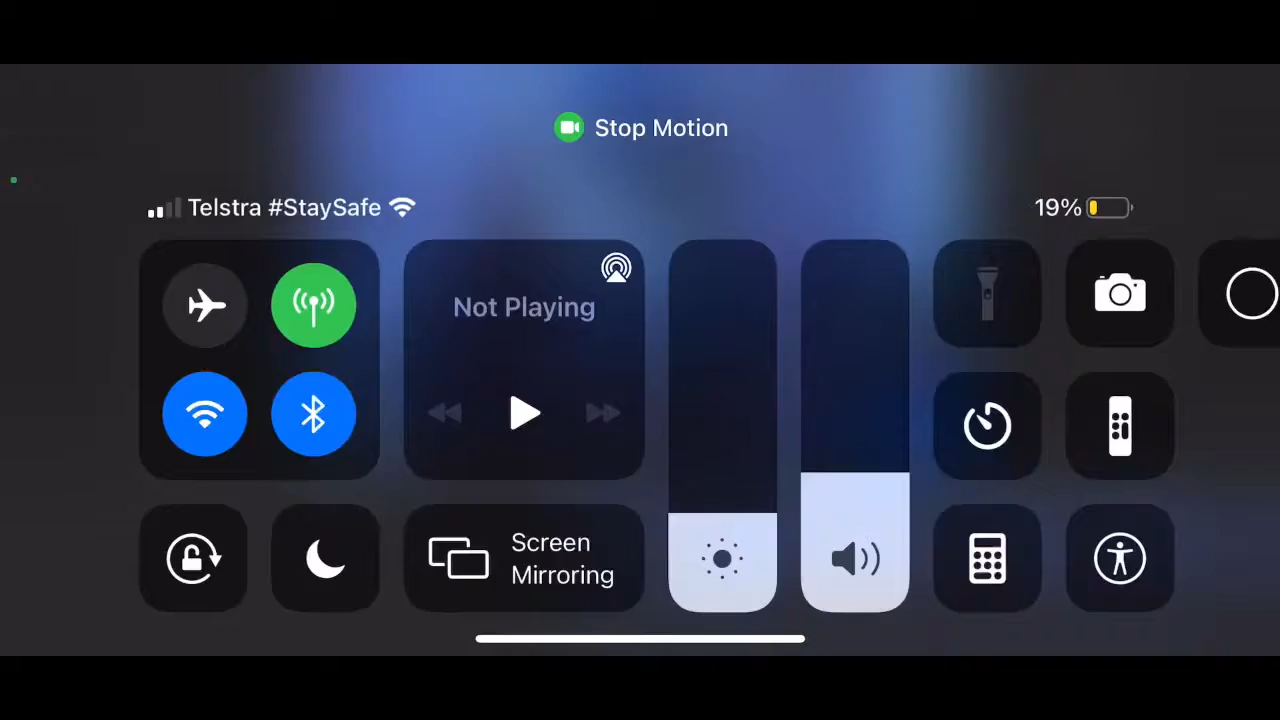 Stop Motion
Telstra #StaySafe
19%
Not Playing
Screen
Mirroring